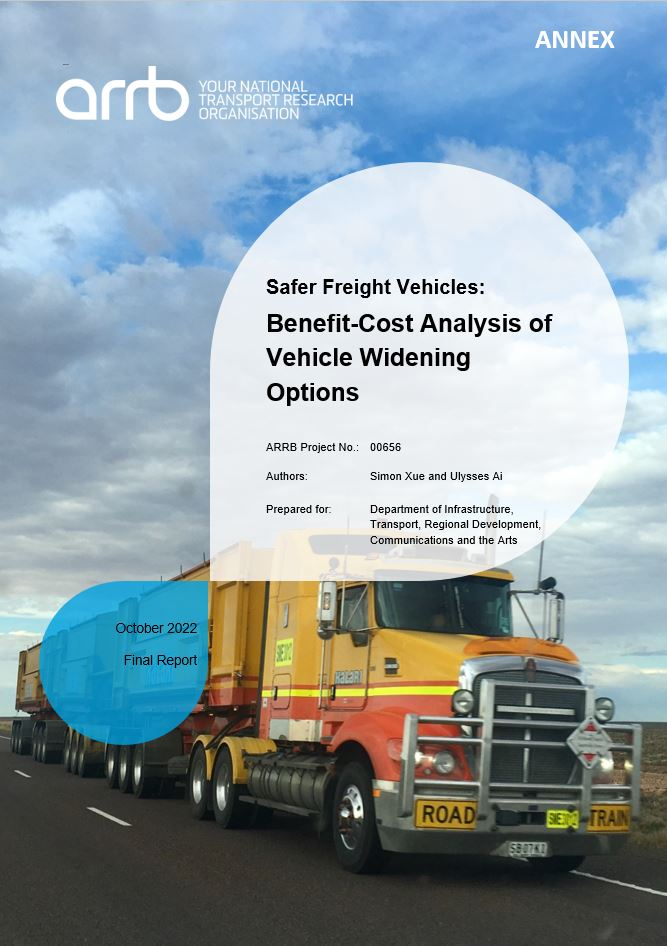 ANNEX
arrb
YOUR NATIONAL
TRANSPORT RESEARCH
ORGANISATION
Safer Freight Vehicles:
Benefit-Cost Analysis of
Vehicle Widening
Options
ARRB Project No.: 00656
Authors: Simon Xue and Ulysses Ai
Prepared for: Department of Infrastructure,
Transport, Regional Development,
Communications and the Arts
October 2022
Final Report
KALARI
ROAD
TRAIN